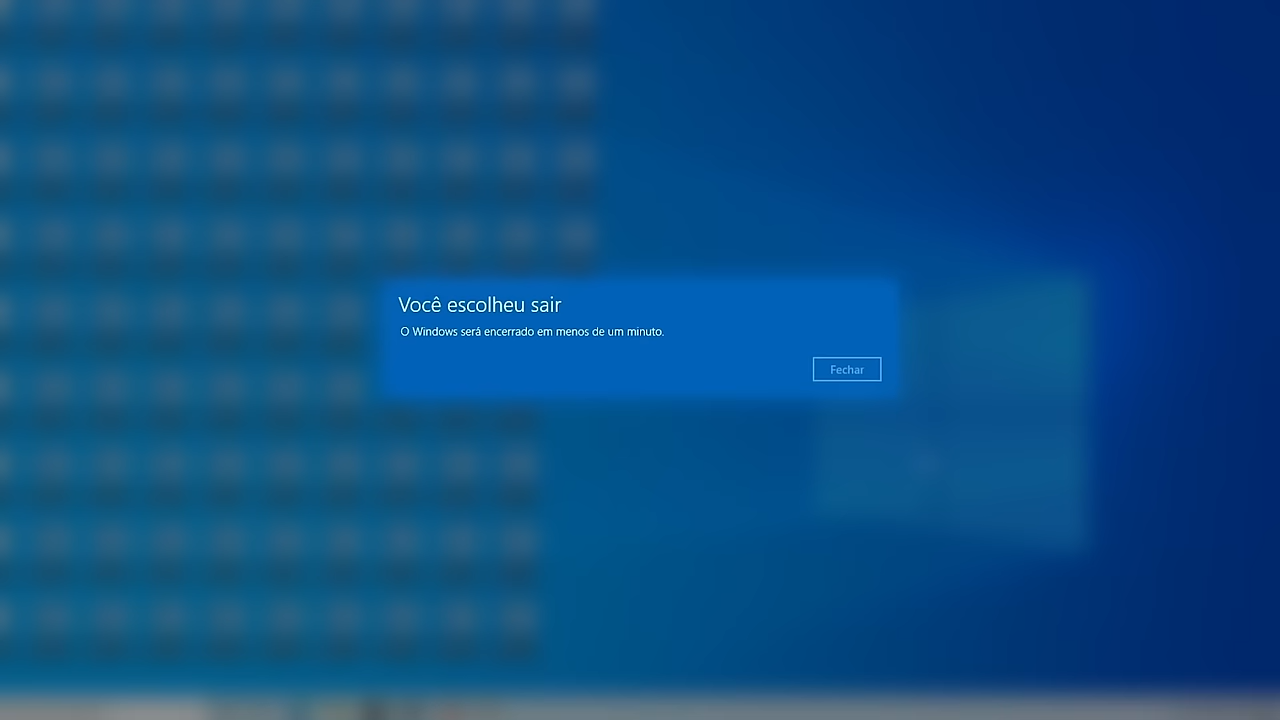 Você escolheu sair
O Windows será encerrado em menos de um minuto.
Fechar